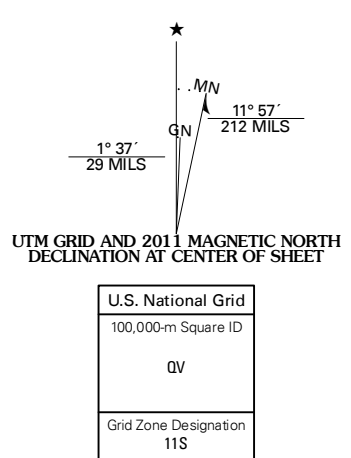 ★
MN
GN
11° 57´
212 MILS
1° 37´
29 MILS
UTM GRID AND 2011 MAGNETIC NORTH
DECLINATION AT CENTER OF SHEET
U.S. National Grid
100,000-m Square ID
QV
Grid Zone Designation
11S